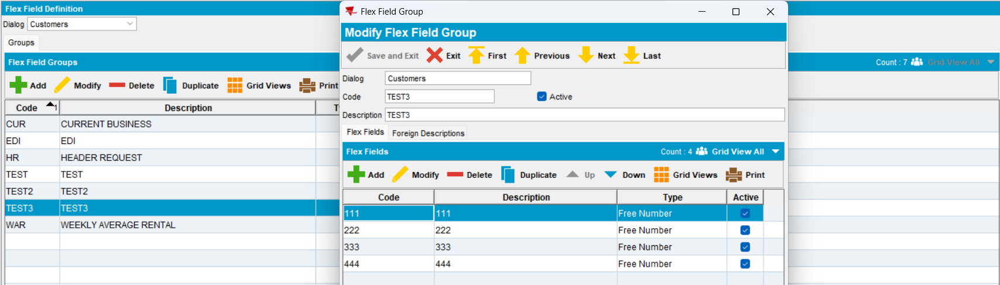 Flex Field Definition
Dialog Customers
Groups
Flex Field Groups
Count : 7 Grid View All
Add Modify Delete Duplicate Grid Views Print
Code 1 Description
CUR CURRENT BUSINESS
EDI EDI
HR HEADER REQUEST
TEST TEST
TEST2 TEST2
TEST3 TEST3
WAR WEEKLY AVERAGE RENTAL
Flex Field Group
Modify Flex Field Group
Save and Exit Exit First Previous Next Last
Dialog Customers
Code TEST3 Active
Description TEST3
Flex Fields Foreign Descriptions
Flex Fields Count : 4 Grid View All
Add Modify Delete Duplicate Up Down Grid Views Print
Code Description Type Active
111 111 Free Number
222 222 Free Number
333 333 Free Number
444 444 Free Number